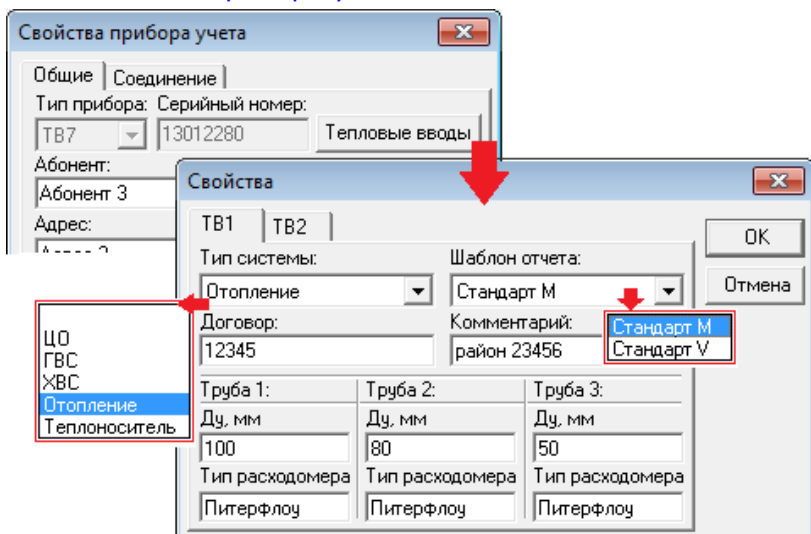 Свойства прибора учета
Общие Соединение
Тип прибора: Серийный номер:
ТВ7 13012280 Тепловые вводы
Абонент:
Абонент 3
Адрес:
Свойства
ТВ1 ТВ2
OK
Отмена
Тип системы: Шаблон отчета:
Отопление Стандарт М
Стандарт М
Стандарт V
Договор: Комментарий:
12345 район 23456
ЦО
ГВС
ХВС
Отопление
Теплоноситель
Труба 1: Труба 2: Труба 3:
Ду, мм Ду, мм Ду, мм
100 80 50
Тип расходомера Тип расходомера Тип расходомера
Питерфлоу Питерфлоу Питерфлоу